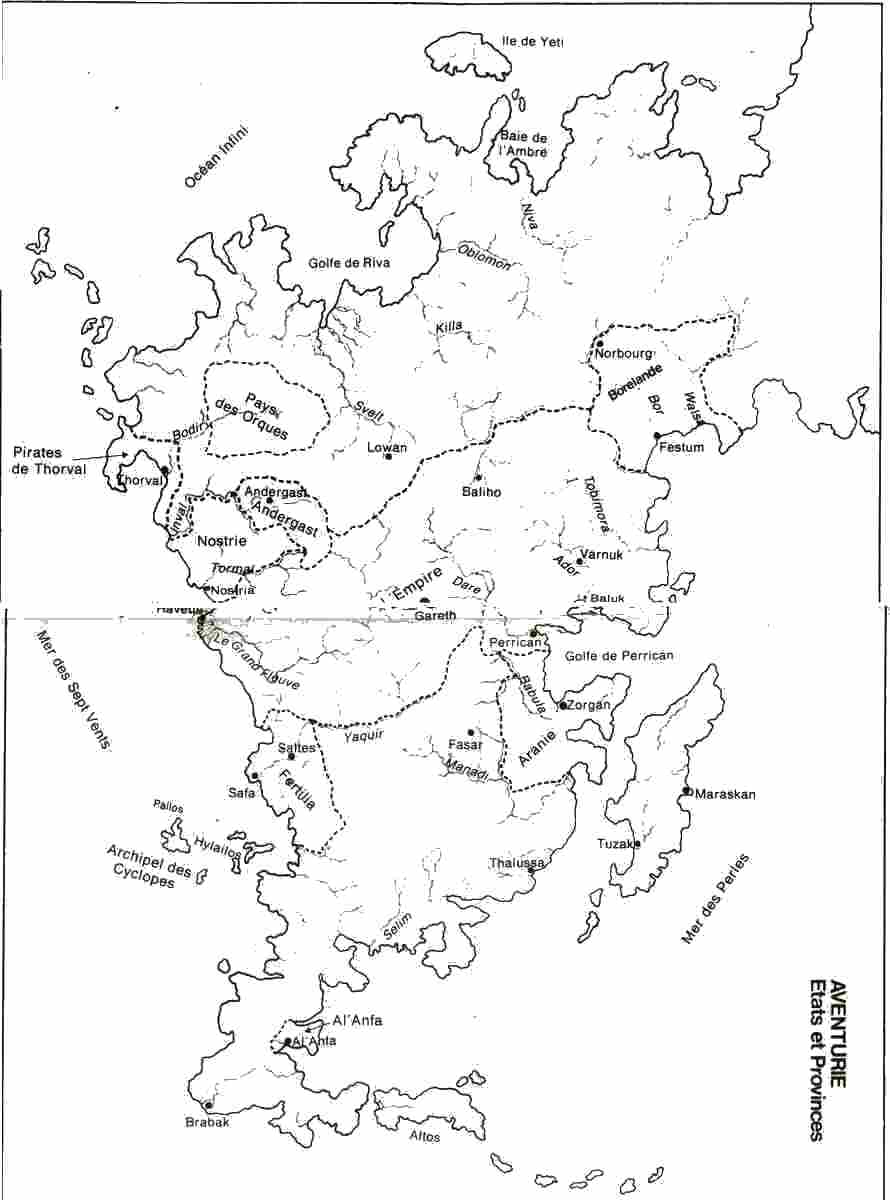 Ile de Yeti
Baie de
l'Ambre
Océan Infini
Niva
Oblomon
Golfe de Riva
Killa
Norbourg
Borelande
Bor
Walsa
Festum
Pays
des Orques
Bodir
Svelt
Lowan
Pirates
de Thorval
Thorval
Baliho
Andergast
Andergast
Tobimora
Inval
Nostrie
Tormal
Nostria
Varnuk
Ador
Empire
Dare
Gareth
Baluk
Perrican
Le Grand Fleuve
Golfe de Perrican
Mer des Sept Vents
Babula
Zorgan
Yaquir
Fasar
Aranie
Manadi
Saltes
Fertilia
Safa
Maraskan
Pailos
Hylailos
Archipel des
Cyclopes
Tuzak
Thalussa
Mer des Perles
Selim
AVENTURIE
Etats et Provinces
Al'Anfa
Al'Anfa
Brabak
Altos